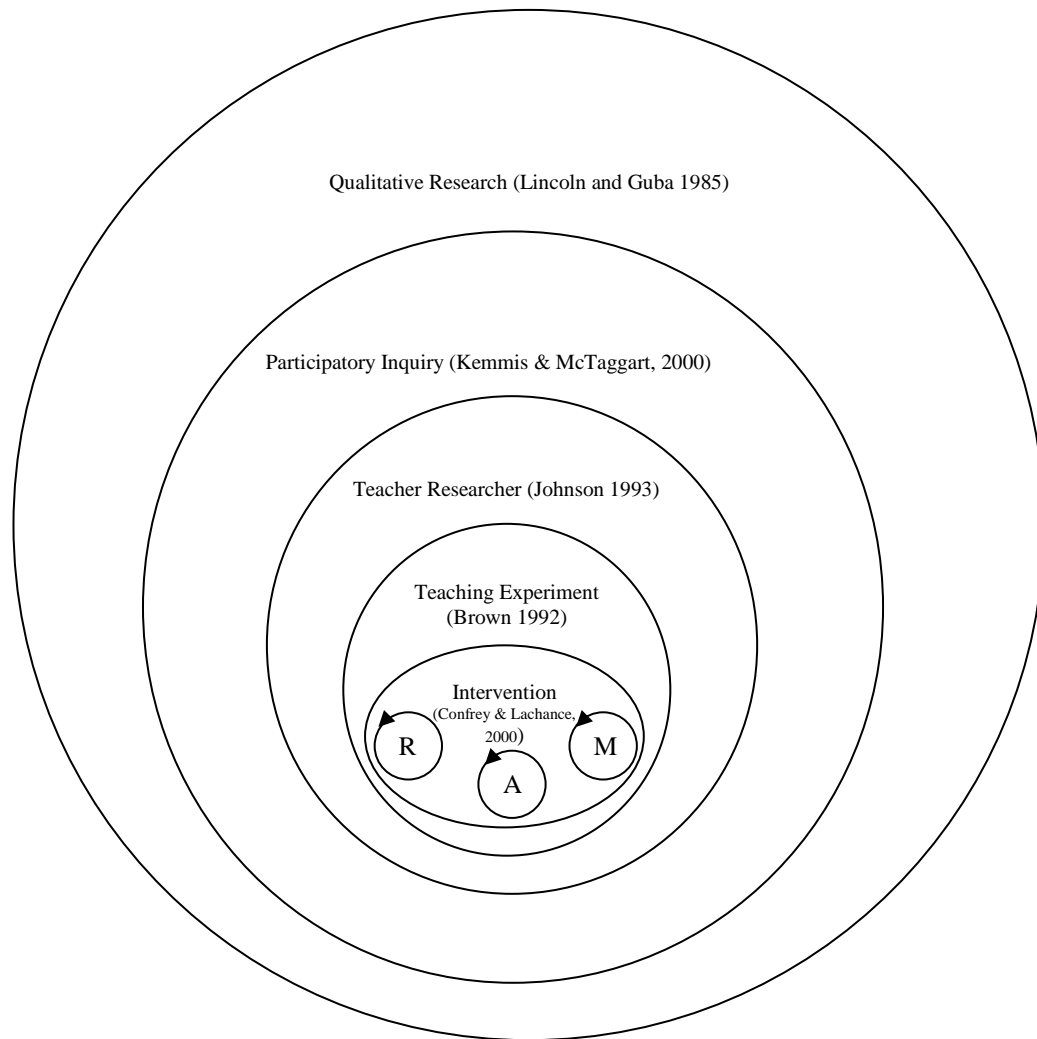 Qualitative Research (Lincoln and Guba 1985)
Participatory Inquiry (Kemmis & McTaggart, 2000)
Teacher Researcher (Johnson 1993)
Teaching Experiment
(Brown 1992)
Intervention
(Confrey & Lachance,
2000)
R
M
A